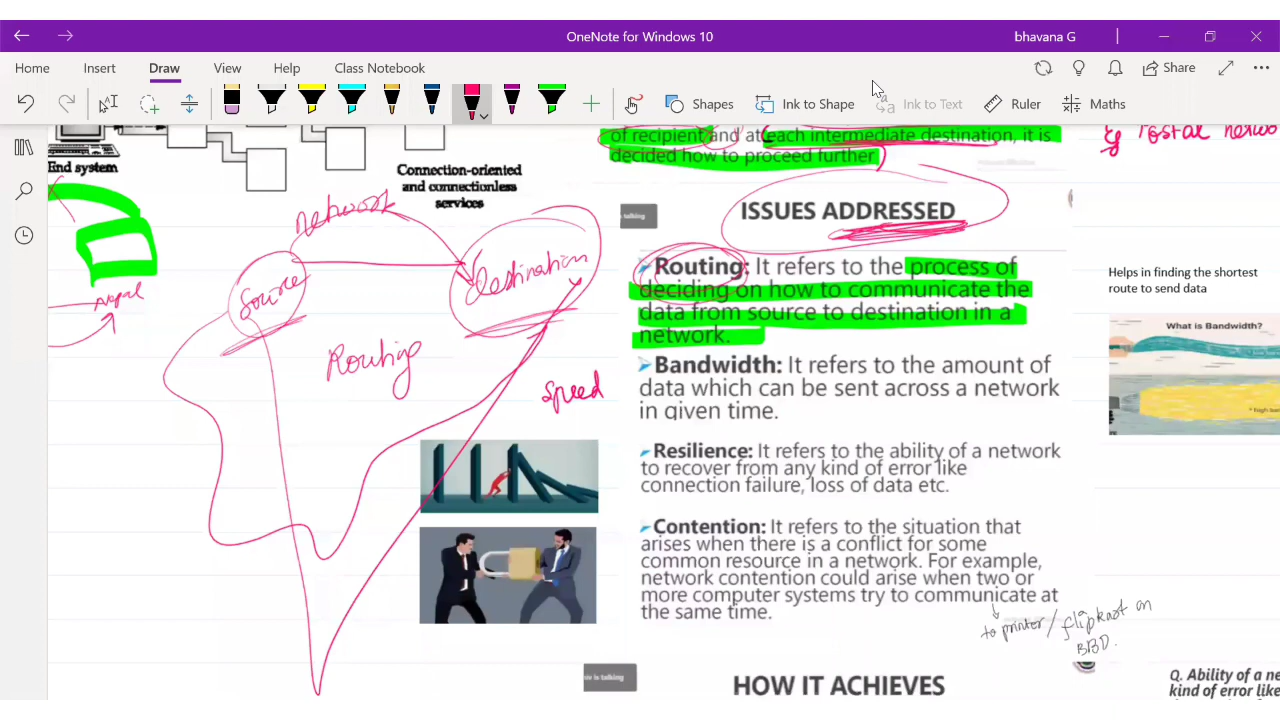 OneNote for Windows 10
bhavana G
Home Insert Draw View Help Class Notebook
Share
Shapes Ink to Shape Ink to Text Ruler Maths
End system
Connection-oriented
and connectionless
services
Network
Source
Destination
Routing
Speed
Nepal
of recipient and at each intermediate destination, it is
decided how to proceed further
talking
ISSUES ADDRESSED
Routing: It refers to the process of
deciding on how to communicate the
data from source to destination in a
network.
Bandwidth: It refers to the amount of
data which can be sent across a network
in given time.
Resilience: It refers to the ability of a network
to recover from any kind of error like
connection failure, loss of data etc.
Contention: It refers to the situation that
arises when there is a conflict for some
common resource in a network. For example,
network contention could arise when two or
more computer systems try to communicate at
the same time.
to printer / flipkart on
BBD.
is talking
HOW IT ACHIEVES
eg Postal netwo
Helps in finding the shortest
route to send data
What is Bandwidth?
Q. Ability of a ne
kind of error like